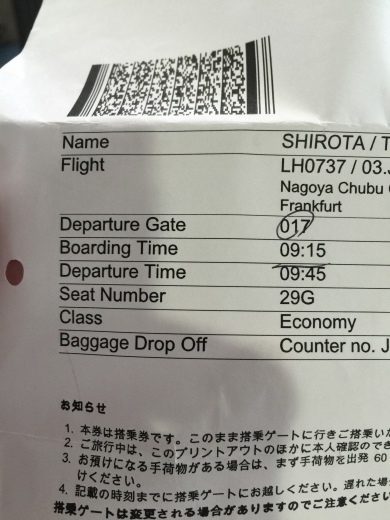 Name SHIROTA / T
Flight LH0737 / 03.
Nagoya Chubu
Frankfurt
Departure Gate 017
Boarding Time 09:15
Departure Time 09:45
Seat Number 29G
Class Economy
Baggage Drop Off Counter no. J
お知らせ
1. 本券は搭乗券です。このまま搭乗ゲートに行きご搭乗い
2. ご旅行中は、このプリントアウトのほかに本人確認のでき
3. お預けになる手荷物がある場合は、まず手荷物を出発 60
けください。
4. 記載の時刻までに搭乗ゲートにお越しください。遅れた場
搭乗ゲートは変更される場合がありますのでご注意ください